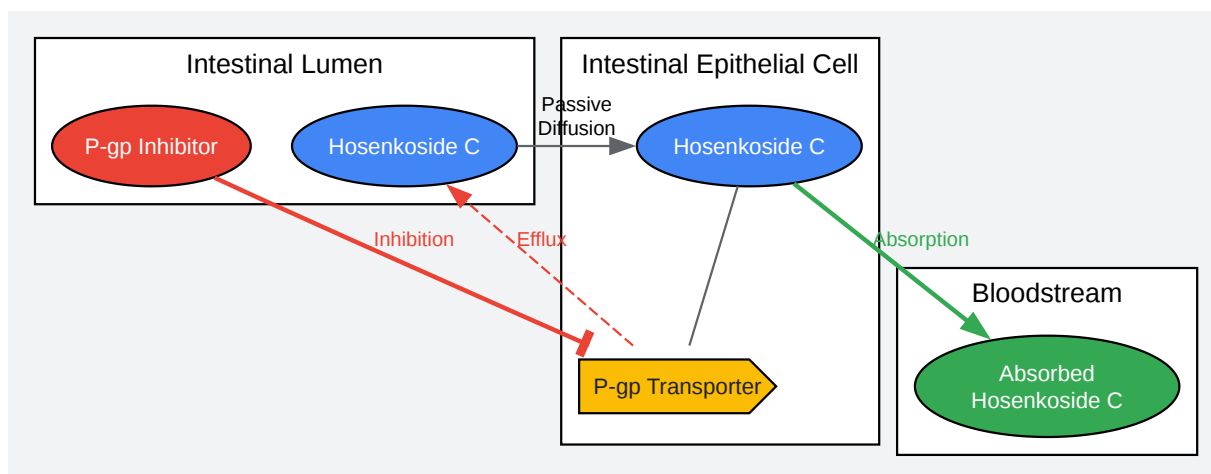 Intestinal Lumen
Intestinal Epithelial Cell
P-gp Inhibitor
Hosenkoside C
Passive
Diffusion
Hosenkoside C
Inhibition
Efflux
Absorption
Bloodstream
P-gp Transporter
Absorbed
Hosenkoside C